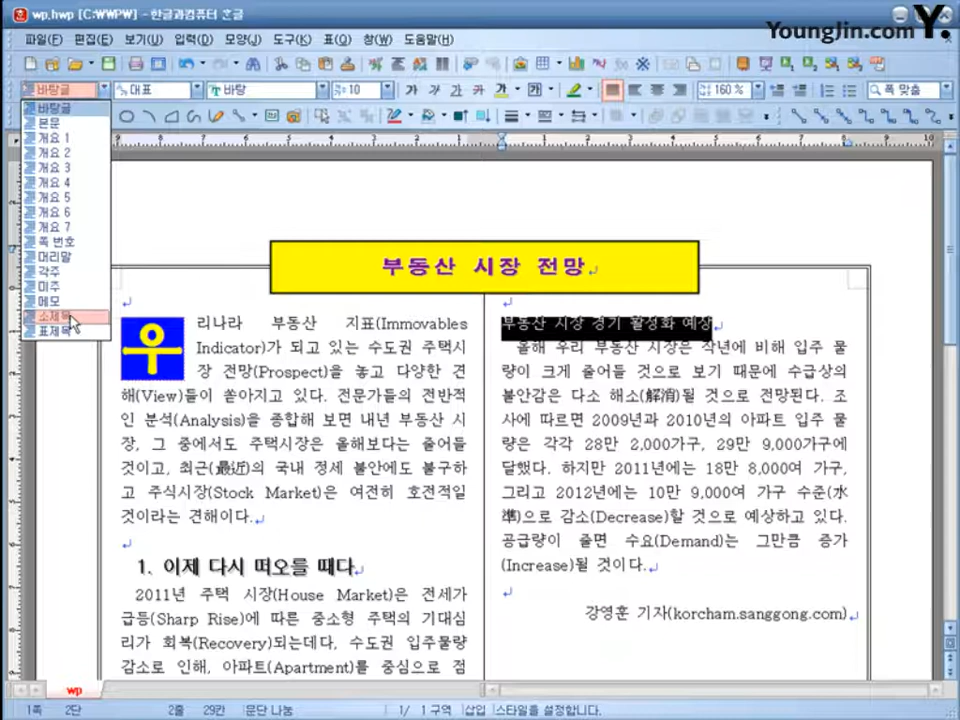 wp.hwp [C:\WWPW] - 한글과컴퓨터 한글
YoungJin.com Y.
파일(F) 편집(E) 보기(U) 입력(D) 모양(J) 도구(K) 표(Q) 창(W) 도움말(H)
바탕글 대표 바탕 10 가 가 가 가 가 160 % 폭 맞춤
바탕글
본문
개요 1
개요 2
개요 3
개요 4
개요 5
개요 6
개요 7
쪽 번호
머리말
각주
미주
메모
소제목
표제목
부동산 시장 전망
우리나라 부동산 지표(Immovables
Indicator)가 되고 있는 수도권 주택시
장 전망(Prospect)을 놓고 다양한 견
해(View)들이 쏟아지고 있다. 전문가들의 전반적
인 분석(Analysis)을 종합해 보면 내년 부동산 시
장, 그 중에서도 주택시장은 올해보다는 줄어들
것이고, 최근(最近)의 국내 정세 불안에도 불구하
고 주식시장(Stock Market)은 여전히 호전적일
것이라는 견해이다.
1. 이제 다시 떠오를 때다
2011년 주택 시장(House Market)은 전세가
급등(Sharp Rise)에 따른 중소형 주택의 기대심
리가 회복(Recovery)되는데다, 수도권 입주물량
감소로 인해, 아파트(Apartment)를 중심으로 점
부동산 시장 경기 활성화 예상
올해 우리 부동산 시장은 작년에 비해 입주 물
량이 크게 줄어들 것으로 보기 때문에 수급상의
불안감은 다소 해소(解消)될 것으로 전망된다. 조
사에 따르면 2009년과 2010년의 아파트 입주 물
량은 각각 28만 2,000가구, 29만 9,000가구에
달했다. 하지만 2011년에는 18만 8,000여 가구,
그리고 2012년에는 10만 9,000여 가구 수준(水
準)으로 감소(Decrease)할 것으로 예상하고 있다.
공급량이 줄면 수요(Demand)는 그만큼 증가
(Increase)될 것이다.
강영훈 기자(korcham.sanggong.com)
wp
1쪽 2단 2줄 29칸 문단 나눔 1/ 1 구역 삽입 스타일을 설정합니다.